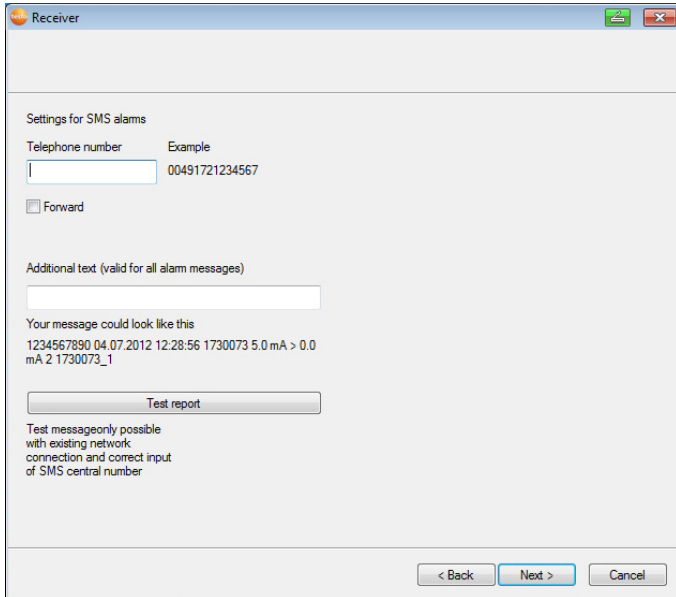 testo Receiver
Settings for SMS alarms
Telephone number Example
00491721234567
Forward
Additional text (valid for all alarm messages)
Your message could look like this
1234567890 04.07.2012 12:28:56 1730073 5.0 mA > 0.0
mA 2 1730073_1
Test report
Test messageonly possible
with existing network
connection and correct input
of SMS central number
< Back Next > Cancel